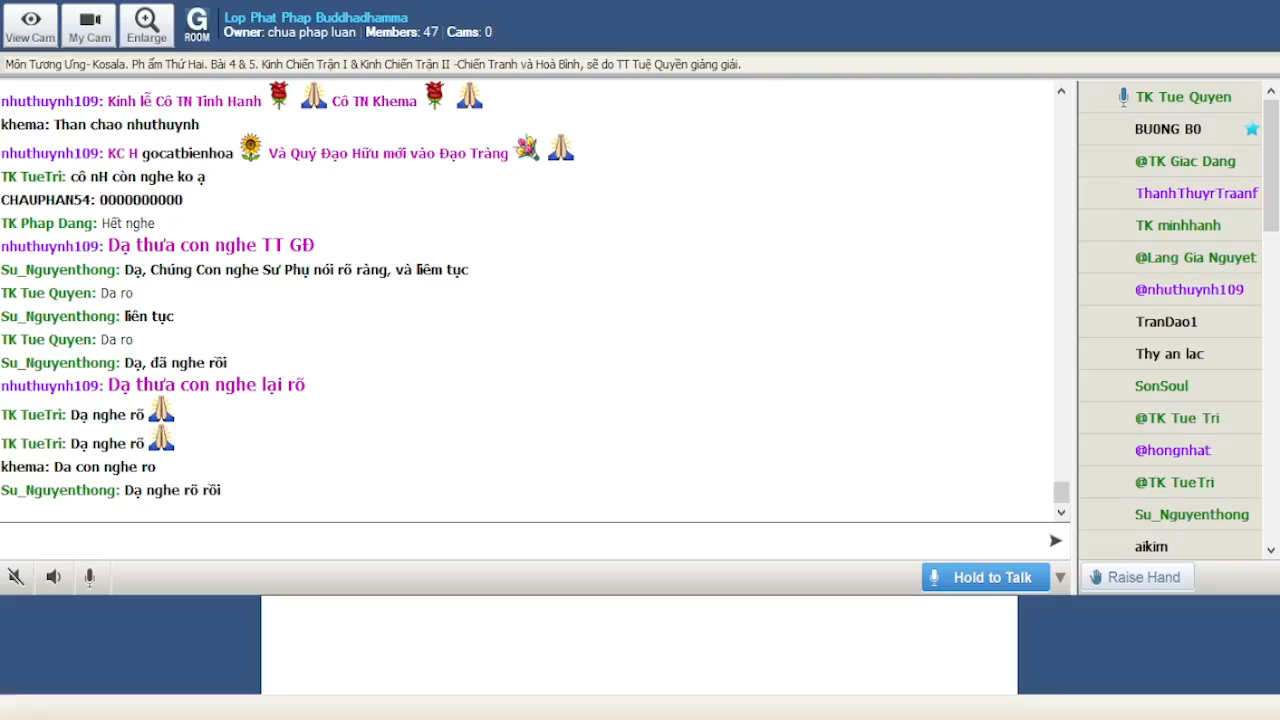 View Cam
My Cam
Enlarge
G
ROOM
Lop Phat Phap Buddhadhamma
Owner: chua phap luan | Members: 47 | Cams: 0
Môn Tương Ưng- Kosala. Ph ẩm Thứ Hai. Bài 4 & 5. Kinh Chiến Trận I & Kinh Chiến Trận II -Chiến Tranh và Hoà Bình, sẽ do TT Tuệ Quyền giảng giải.
nhuthuynh109: Kính lễ Cô TN Tinh Hanh Cô TN Khema
khema: Than chao nhuthuynh
nhuthuynh109: KC H gocatbienhoa Và Quý Đạo Hữu mới vào Đạo Tràng
TK TueTri: cô nH còn nghe ko ạ
CHAUPHAN54: 0000000000
TK Phap Dang: Hết nghe
nhuthuynh109: Dạ thưa con nghe TT GĐ
Su_Nguyenthong: Dạ, Chúng Con nghe Sư Phụ nói rõ ràng, và liêm tục
TK Tue Quyen: Da ro
Su_Nguyenthong: liên tục
TK Tue Quyen: Da ro
Su_Nguyenthong: Dạ, đã nghe rồi
nhuthuynh109: Dạ thưa con nghe lại rõ
TK TueTri: Dạ nghe rõ
TK TueTri: Dạ nghe rõ
khema: Da con nghe ro
Su_Nguyenthong: Dạ nghe rõ rồi
Hold to Talk
TK Tue Quyen
BU0NG B0
@TK Giac Dang
ThanhThuyrTraanf
TK minhhanh
@Lang Gia Nguyet
@nhuthuynh109
TranDao1
Thy an lac
SonSoul
@TK Tue Tri
@hongnhat
@TK TueTri
Su_Nguyenthong
aikim
Raise Hand